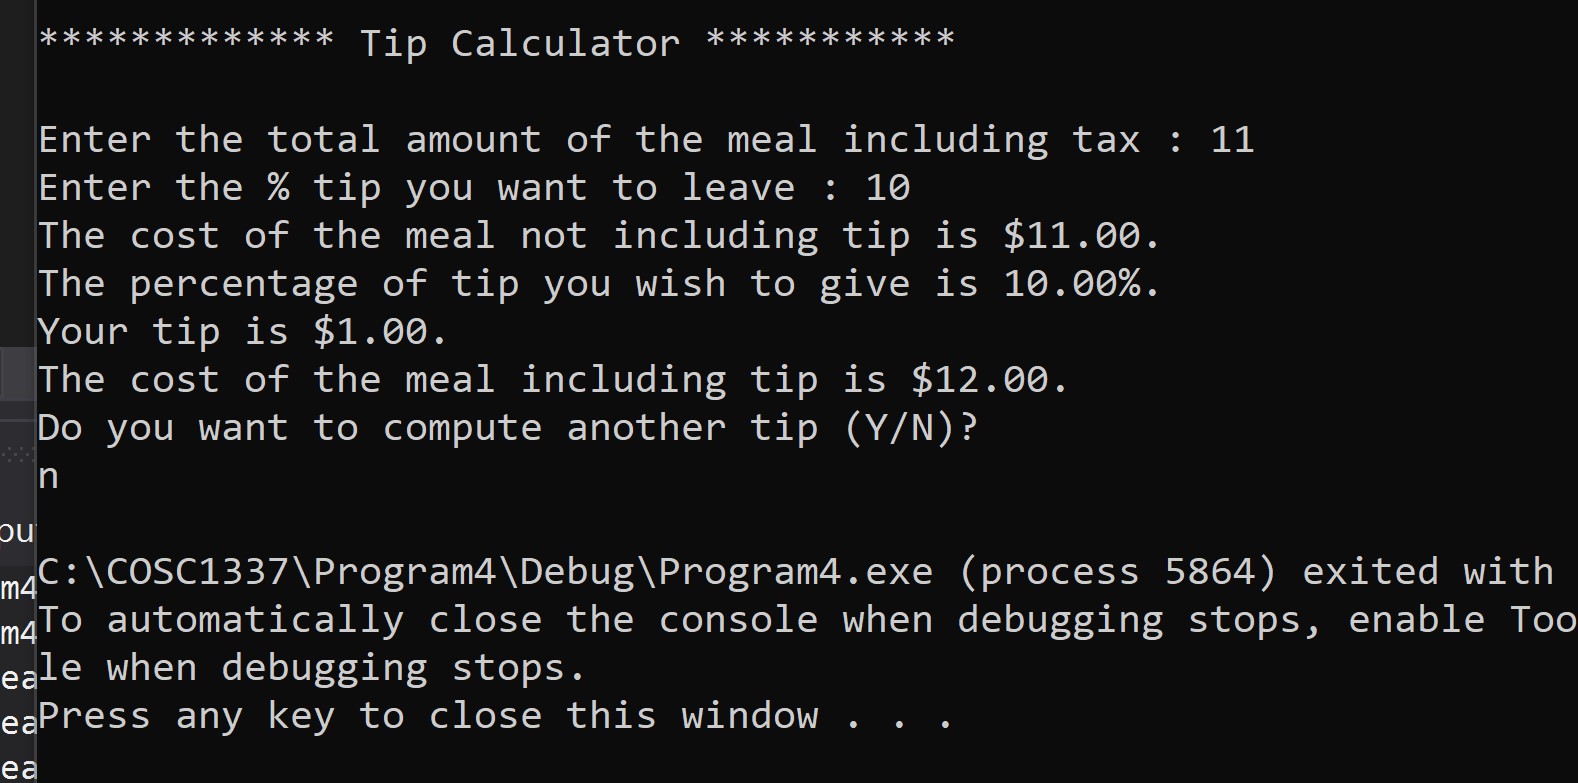 ************* Tip Calculator ***********
Enter the total amount of the meal including tax : 11
Enter the % tip you want to leave : 10
The cost of the meal not including tip is $11.00.
The percentage of tip you wish to give is 10.00%.
Your tip is $1.00.
The cost of the meal including tip is $12.00.
Do you want to compute another tip (Y/N)?
n
C:\COSC1337\Program4\Debug\Program4.exe (process 5864) exited with
To automatically close the console when debugging stops, enable Too
le when debugging stops.
Press any key to close this window . . .
pu
m4
m4
ea
ea
ea